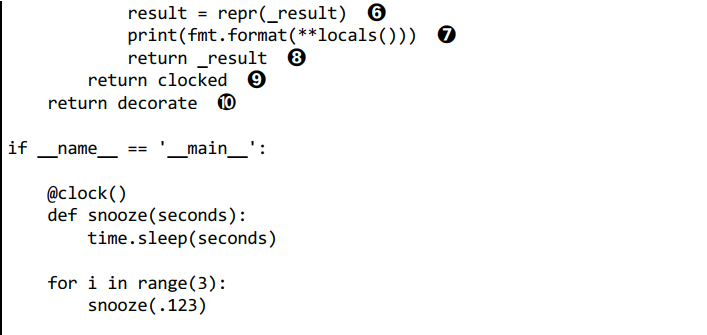 result = repr(_result)  ❻
            print(fmt.format(**locals()))  ❼
            return _result  ❽
        return clocked  ❾
    return decorate  ❿
if __name__ == '__main__':
    @clock()
    def snooze(seconds):
        time.sleep(seconds)
    for i in range(3):
        snooze(.123)